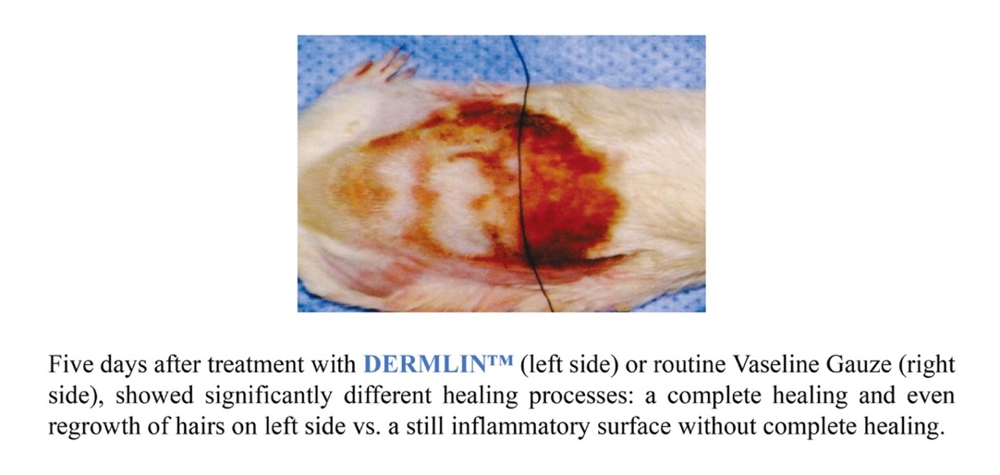 Five days after treatment with DERMLIN™ (left side) or routine Vaseline Gauze (right
side), showed significantly different healing processes: a complete healing and even
regrowth of hairs on left side vs. a still inflammatory surface without complete healing.